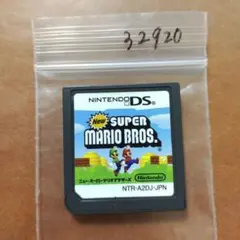 32920
NINTENDO DS
New SUPER
MARIO BROS.
ニュー・スーパーマリオブラザーズ
Nintendo
NTR-A2DJ-JPN